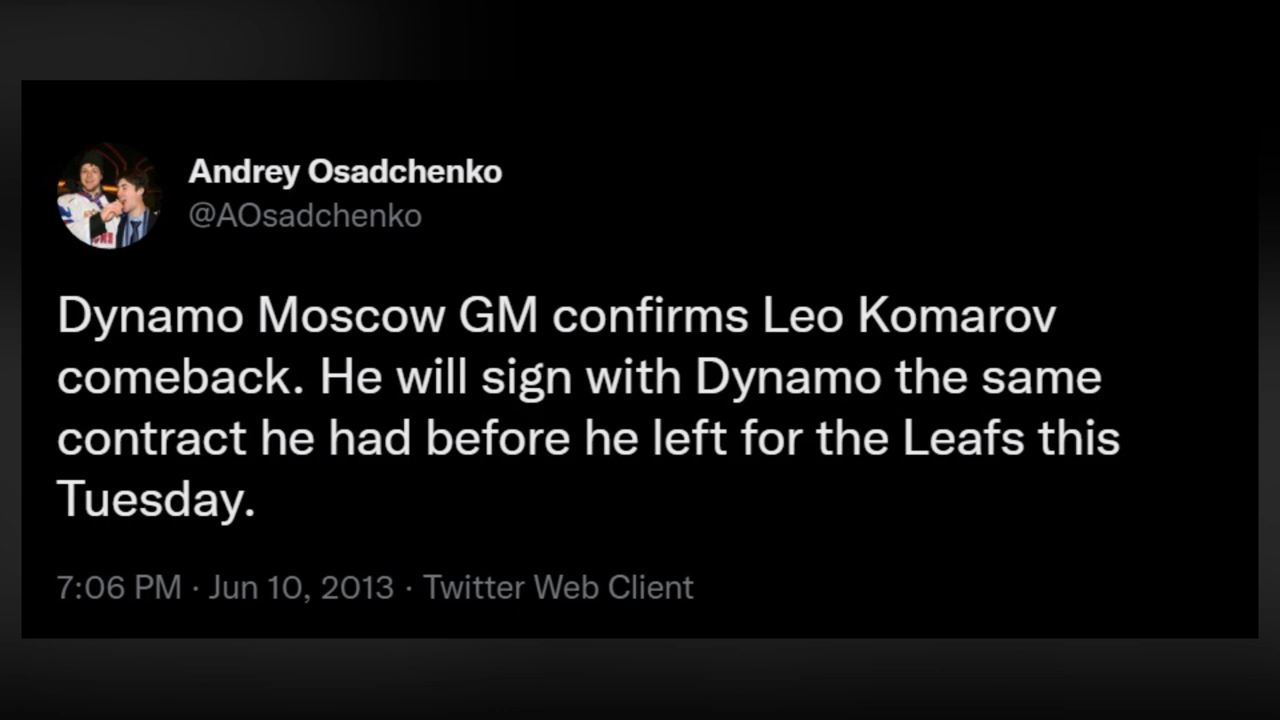 Andrey Osadchenko
@AOsadchenko
Dynamo Moscow GM confirms Leo Komarov
comeback. He will sign with Dynamo the same
contract he had before he left for the Leafs this
Tuesday.
7:06 PM · Jun 10, 2013 · Twitter Web Client